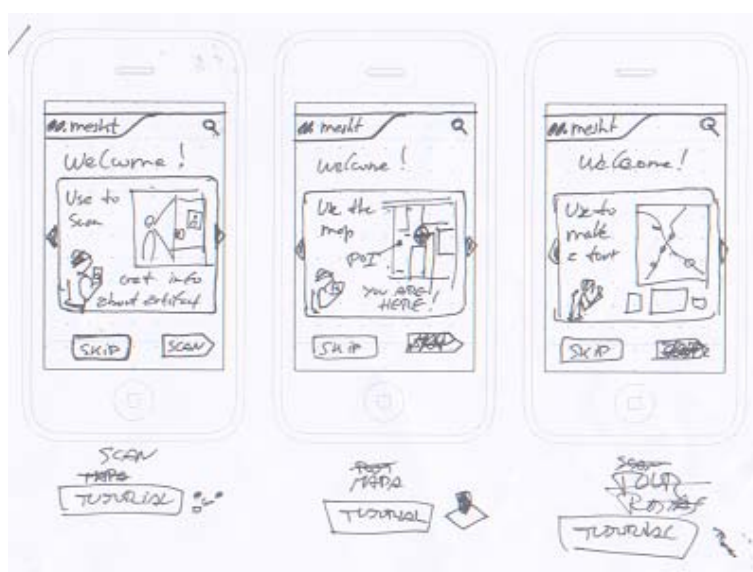 m. mesht
Welcome!
Use to
Scan
Get info
about artifact
SKIP
SCAN
SCAN
MAPA
TUTORIAL
m mesht
Welcome!
Use the
map
POI
YOU ARE
HERE!
SKIP
MAPA
TUTORIAL
m. mesht
Welcome!
Use to
make
a tour
SKIP
TOUR
TUTORIAL